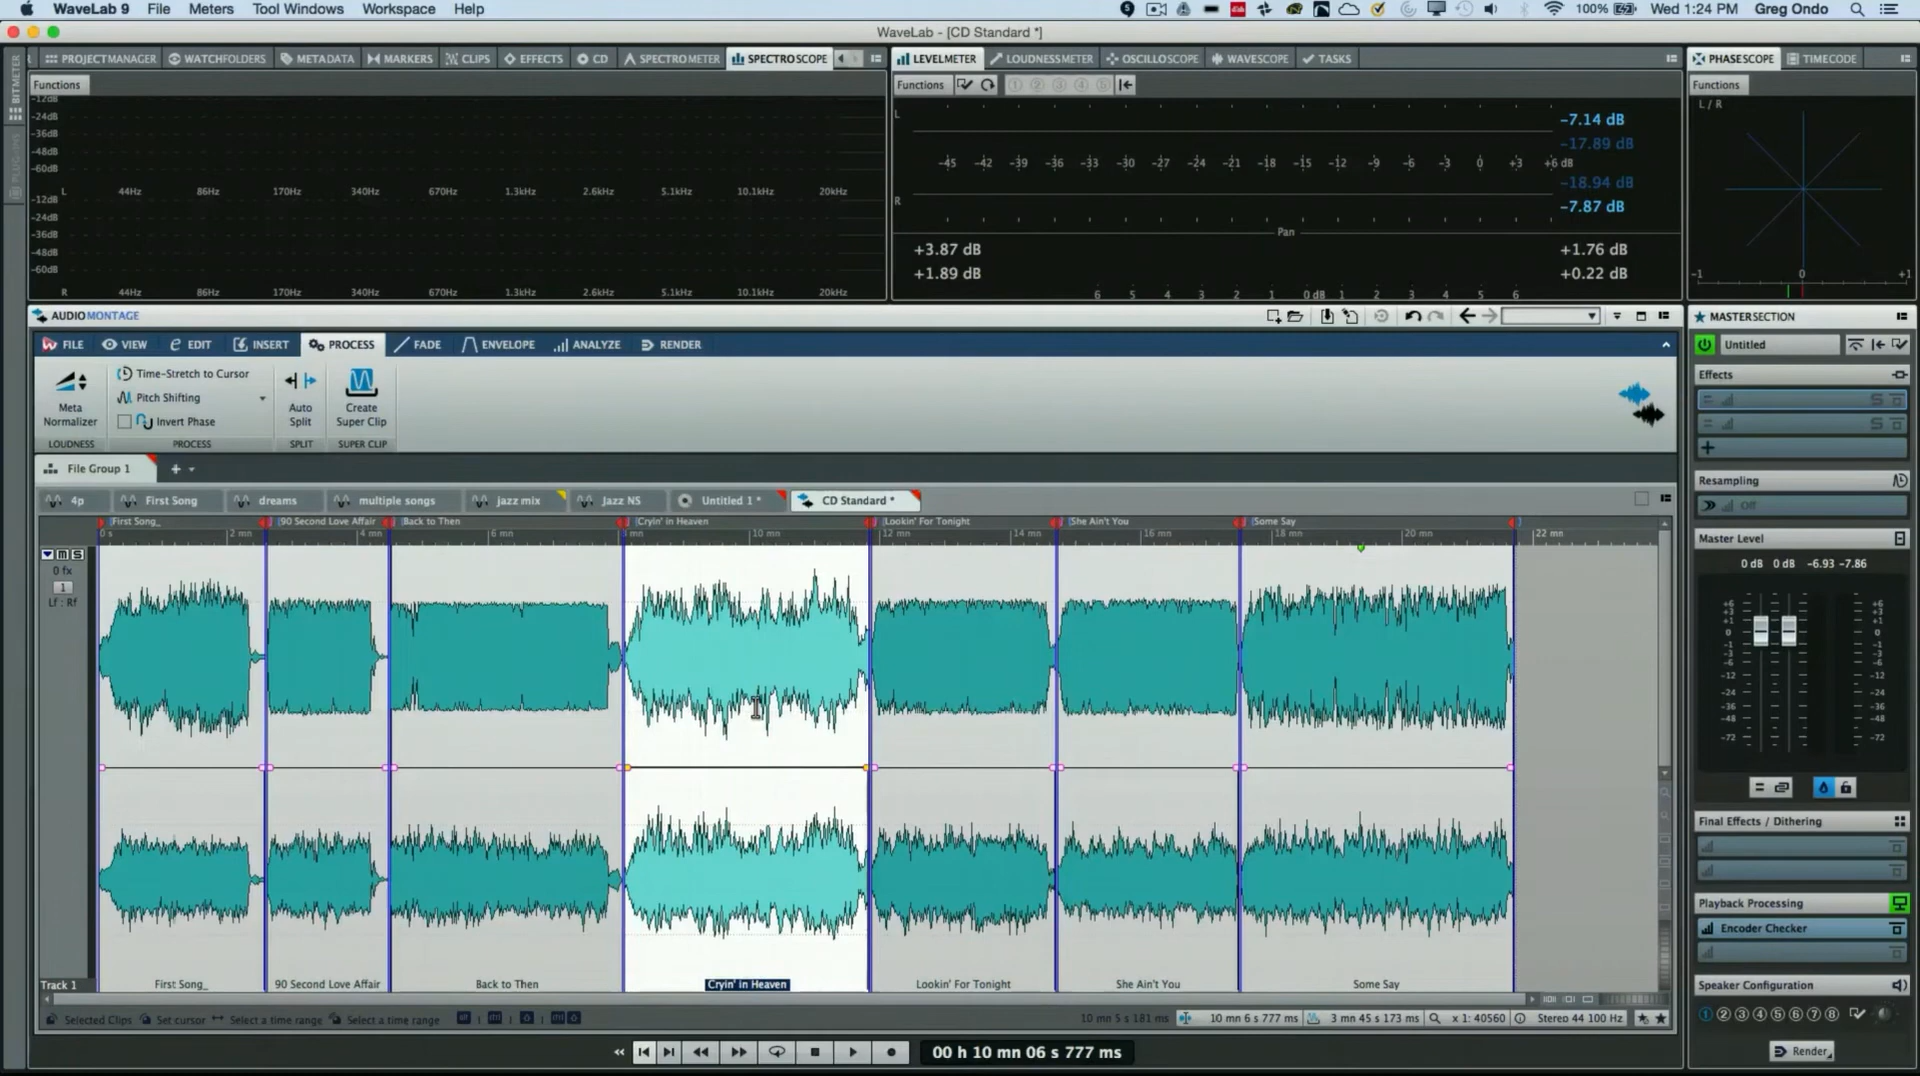 WaveLab 9 File Meters Tool Windows Workspace Help 100% Wed 1:24 PM Greg Ondo
WaveLab - [CD Standard *]
PROJECTMANAGER WATCHFOLDERS METADATA MARKERS CLIPS EFFECTS CD SPECTROMETER SPECTROSCOPE
LEVELMETER LOUDNESSMETER OSCILLOSCOPE WAVESCOPE TASKS
PHASESCOPE TIMECODE
BITMETER
PLUG-INS
Functions
-12dB
-24dB
-36dB
-48dB
-60dB
L 44Hz 86Hz 170Hz 340Hz 670Hz 1.3kHz 2.6kHz 5.1kHz 10.1kHz 20kHz
-12dB
-24dB
-36dB
-48dB
-60dB
R 44Hz 86Hz 170Hz 340Hz 670Hz 1.3kHz 2.6kHz 5.1kHz 10.1kHz 20kHz
Functions
L
-7.14 dB
-17.89 dB
-45 -42 -39 -36 -33 -30 -27 -24 -21 -18 -15 -12 -9 -6 -3 0 +3 +6 dB
-18.94 dB
R -7.87 dB
Pan
+3.87 dB +1.76 dB
+1.89 dB +0.22 dB
6 5 4 3 2 1 0 dB 1 2 3 4 5 6
Functions
L / R
-1 0 +1
AUDIOMONTAGE
FILE VIEW EDIT INSERT PROCESS FADE ENVELOPE ANALYZE RENDER
Meta Normalizer
LOUDNESS
Time-Stretch to Cursor
Pitch Shifting
Invert Phase
PROCESS
Auto Split
SPLIT
Create Super Clip
SUPER CLIP
File Group 1 +
4p First Song dreams multiple songs jazz mix Jazz NS Untitled 1 * CD Standard *
First Song_ 90 Second Love Affair Back to Then Cryin' in Heaven Lookin' For Tonight She Ain't You Some Say
0 s 2 mn 4 mn 6 mn 8 mn 10 mn 12 mn 14 mn 16 mn 18 mn 20 mn 22 mn
M S
0 fx
1
Lf : Rf
Track 1 First Song_ 90 Second Love Affair Back to Then Cryin' in Heaven Lookin' For Tonight She Ain't You Some Say
Selected Clips Set cursor Select a time range Select a time range
10 mn 5 s 181 ms 10 mn 6 s 777 ms 3 mn 45 s 173 ms x 1: 40560 Stereo 44 100 Hz
00 h 10 mn 06 s 777 ms
MASTERSECTION
Untitled
Effects
S
S
+
Resampling
Off
Master Level
0 dB 0 dB -6.93 -7.86
+6 +6
+3 +3
+1 +1
0 0
-1 -1
-3 -3
-6 -6
-12 -12
-24 -24
-36 -36
-48 -48
-72 -72
Final Effects / Dithering
Playback Processing
Encoder Checker
Speaker Configuration
1 2 3 4 5 6 7 8
Render